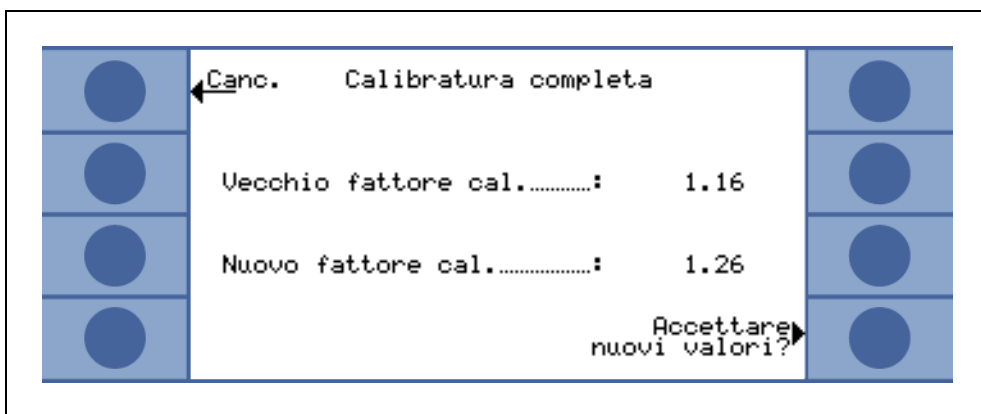 Canc. Calibratura completa
Vecchio fattore cal...........: 1.16
Nuovo fattore cal................: 1.26
Accettare
nuovi valori?